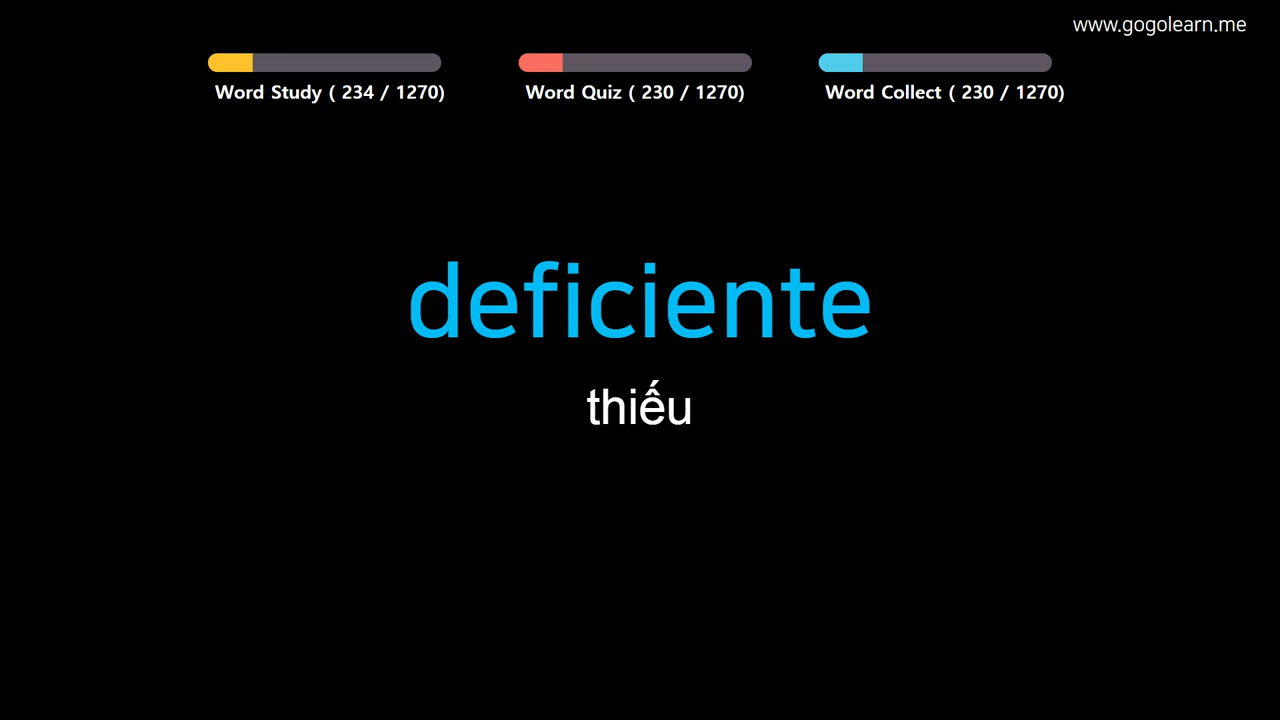 www.gogolearn.me
Word Study ( 234 / 1270)
Word Quiz ( 230 / 1270)
Word Collect ( 230 / 1270)
deficiente
thiếu